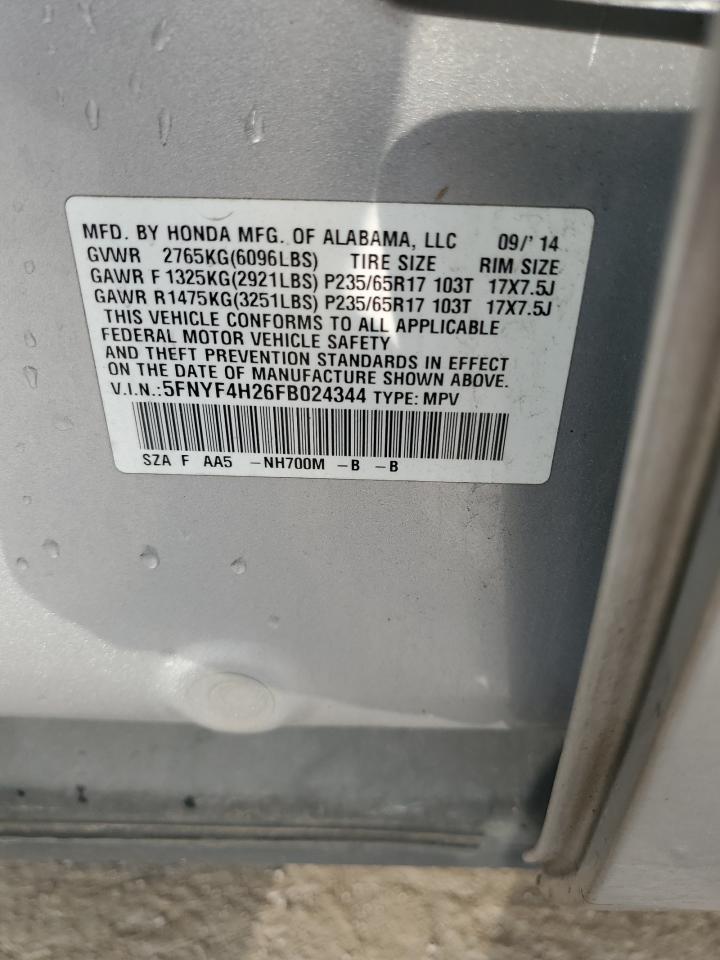 MFD. BY HONDA MFG. OF ALABAMA, LLC 09/' 14
GVWR 2765KG(6096LBS) TIRE SIZE RIM SIZE
GAWR F 1325KG(2921LBS) P235/65R17 103T 17X7.5J
GAWR R1475KG(3251LBS) P235/65R17 103T 17X7.5J
THIS VEHICLE CONFORMS TO ALL APPLICABLE
FEDERAL MOTOR VEHICLE SAFETY
AND THEFT PREVENTION STANDARDS IN EFFECT
ON THE DATE OF MANUFACTURE SHOWN ABOVE.
V.I.N.:5FNYF4H26FB024344 TYPE: MPV
SZA F AA5 -NH700M -B -B